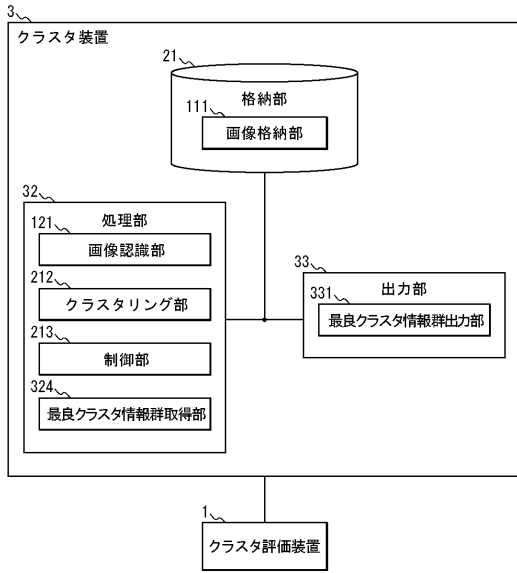 3
クラスタ装置
21
格納部
111
画像格納部
32
処理部
121
画像認識部
212
クラスタリング部
213
制御部
324
最良クラスタ情報群取得部
33
出力部
331
最良クラスタ情報群出力部
1
クラスタ評価装置